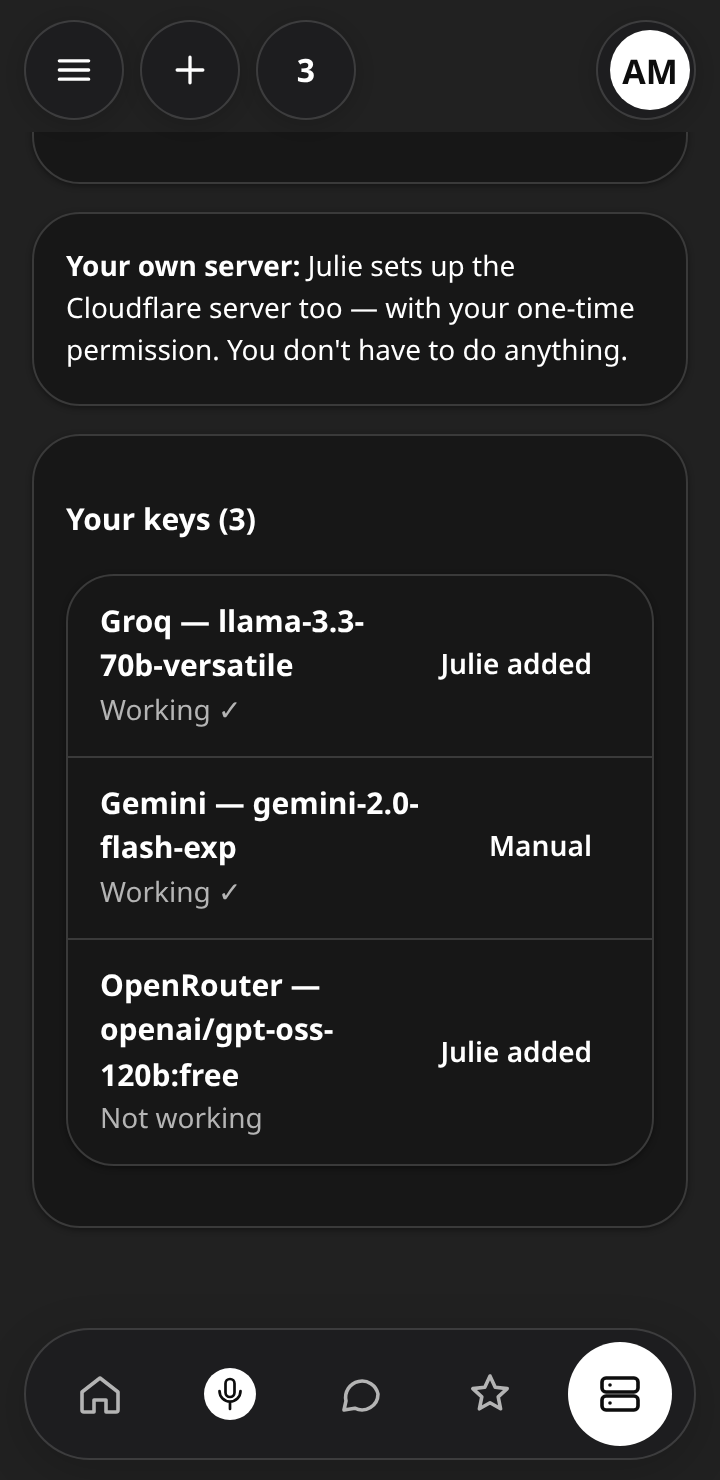 3
AM
Your own server: Julie sets up the
Cloudflare server too — with your one-time
permission. You don't have to do anything.
Your keys (3)
Groq — llama-3.3-
70b-versatile
Julie added
Working ✓
Gemini — gemini-2.0-
flash-exp
Manual
Working ✓
OpenRouter —
openai/gpt-oss-
120b:free
Julie added
Not working